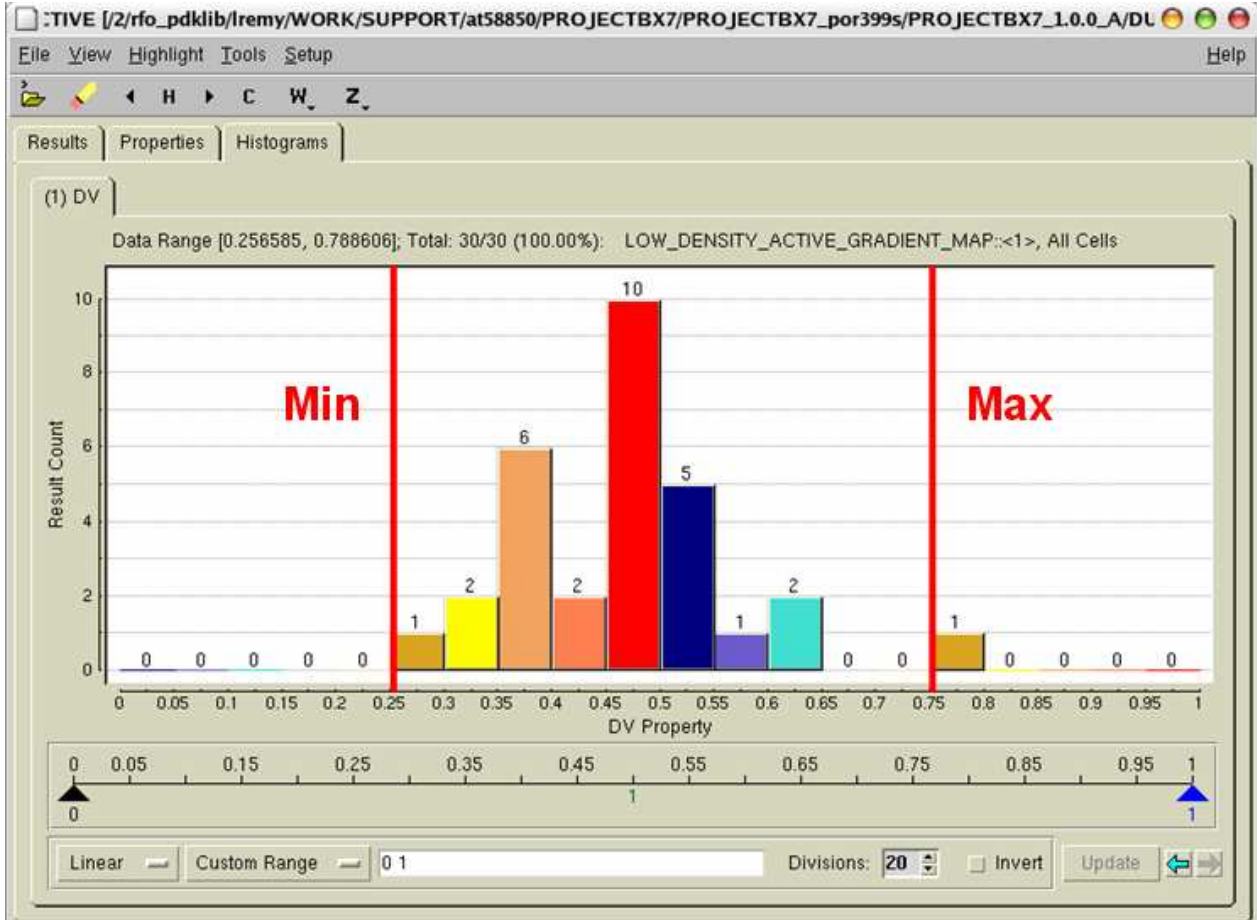 :TIVE [/2/rfo_pdklib/lremy/WORK/SUPPORT/at58850/PROJECTBX7/PROJECTBX7_por399s/PROJECTBX7_1.0.0_A/DU
File View Highlight Tools Setup Help
H C W Z
Results Properties Histograms
(1) DV
Data Range [0.256585, 0.788606]; Total: 30/30 (100.00%): LOW_DENSITY_ACTIVE_GRADIENT_MAP::<1>, All Cells
10
10
8
Min Max
6
6
Result Count
5
4
2 2 2
2
1 1 1
0 0 0 0 0 0 0 0 0 0 0
0
0 0.05 0.1 0.15 0.2 0.25 0.3 0.35 0.4 0.45 0.5 0.55 0.6 0.65 0.7 0.75 0.8 0.85 0.9 0.95 1
DV Property
0 0.05 0.15 0.25 0.35 0.45 0.55 0.65 0.75 0.85 0.95 1
1
0 1
Linear Custom Range 0 1 Divisions: 20 Invert Update